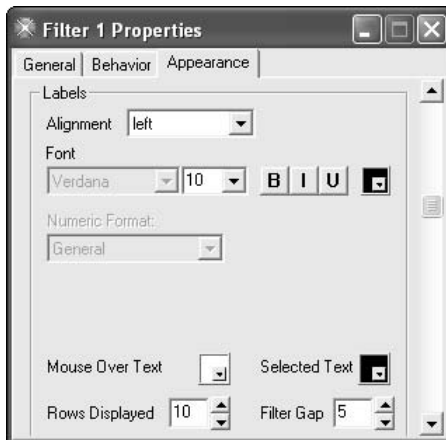 Filter 1 Properties
General Behavior Appearance
Labels
Alignment left
Font
Verdana 10 B I U
Numeric Format:
General
Mouse Over Text Selected Text
Rows Displayed 10 Filter Gap 5